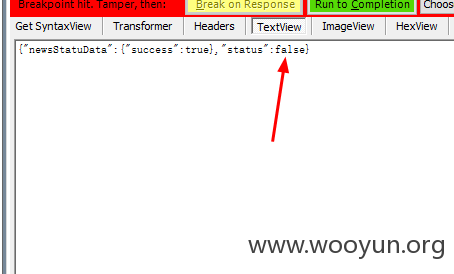 Breakpoint hit. Tamper, then: Break on Response Run to Completion Choos
Get SyntaxView Transformer Headers TextView ImageView HexView
{"newsStatuData":{"success":true},"status":false}
www.wooyun.org